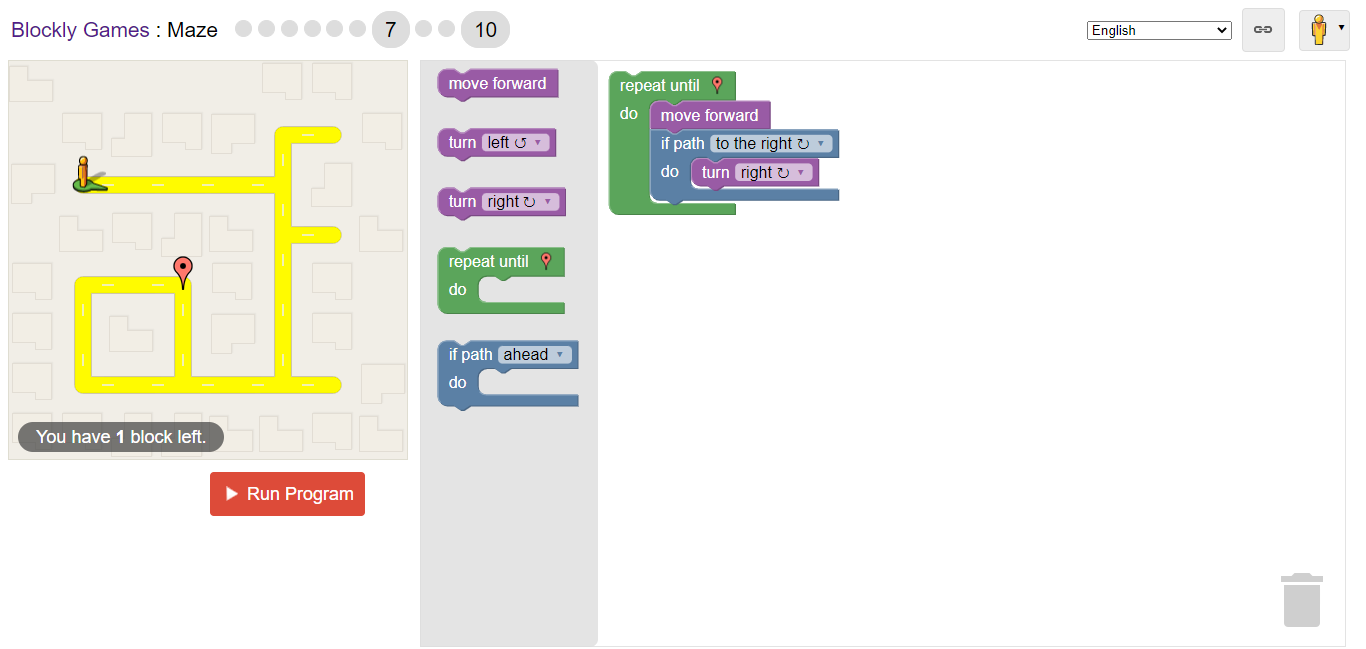 Blockly Games : Maze 7 10
English
move forward
turn left ↺
turn right ↻
repeat until
do
if path ahead
do
repeat until
do move forward
if path to the right ↻
do turn right ↻
You have 1 block left.
Run Program